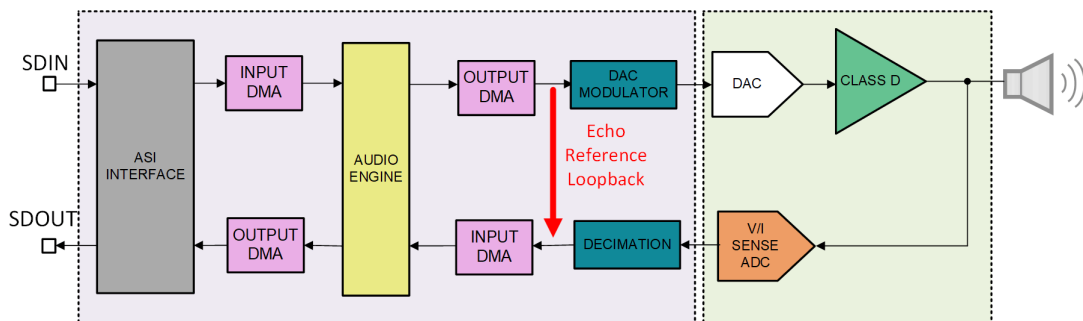 SDIN
ASI
INTERFACE
INPUT
DMA
AUDIO
ENGINE
OUTPUT
DMA
DAC
MODULATOR
DAC
CLASS D
Echo
Reference
Loopback
SDOUT
OUTPUT
DMA
INPUT
DMA
DECIMATION
V/I
SENSE
ADC